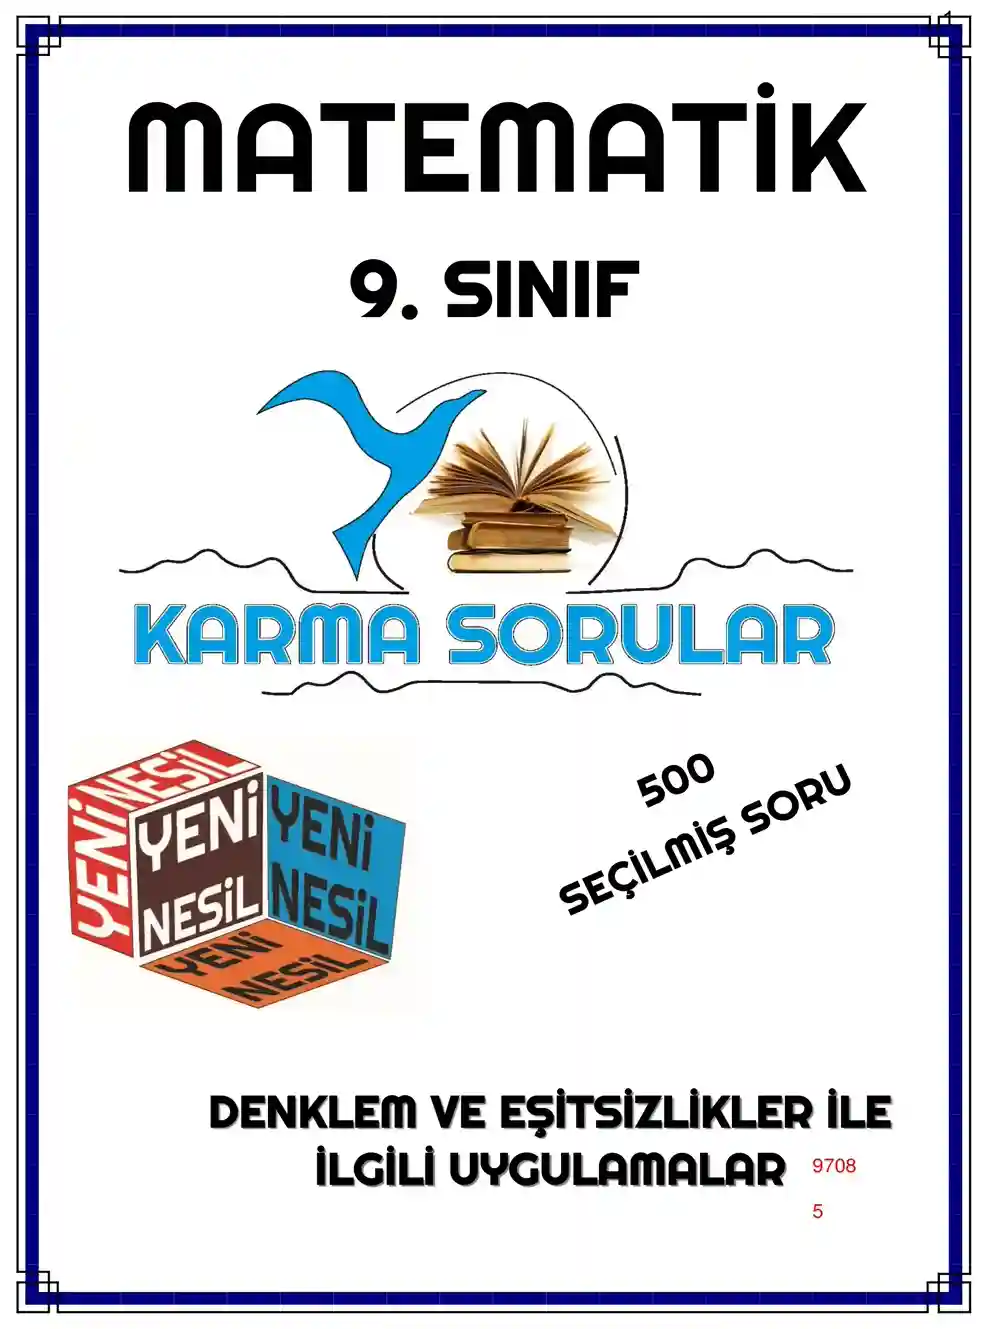 1
MATEMATİK
9. SINIF
KARMA SORULAR
YENİ NESİL
YENİ
NESİL
YENİ
NESİL
YENİ
NESİL
500
SEÇİLMİŞ SORU
DENKLEM VE EŞİTSİZLİKLER İLE
İLGİLİ UYGULAMALAR
9708
5